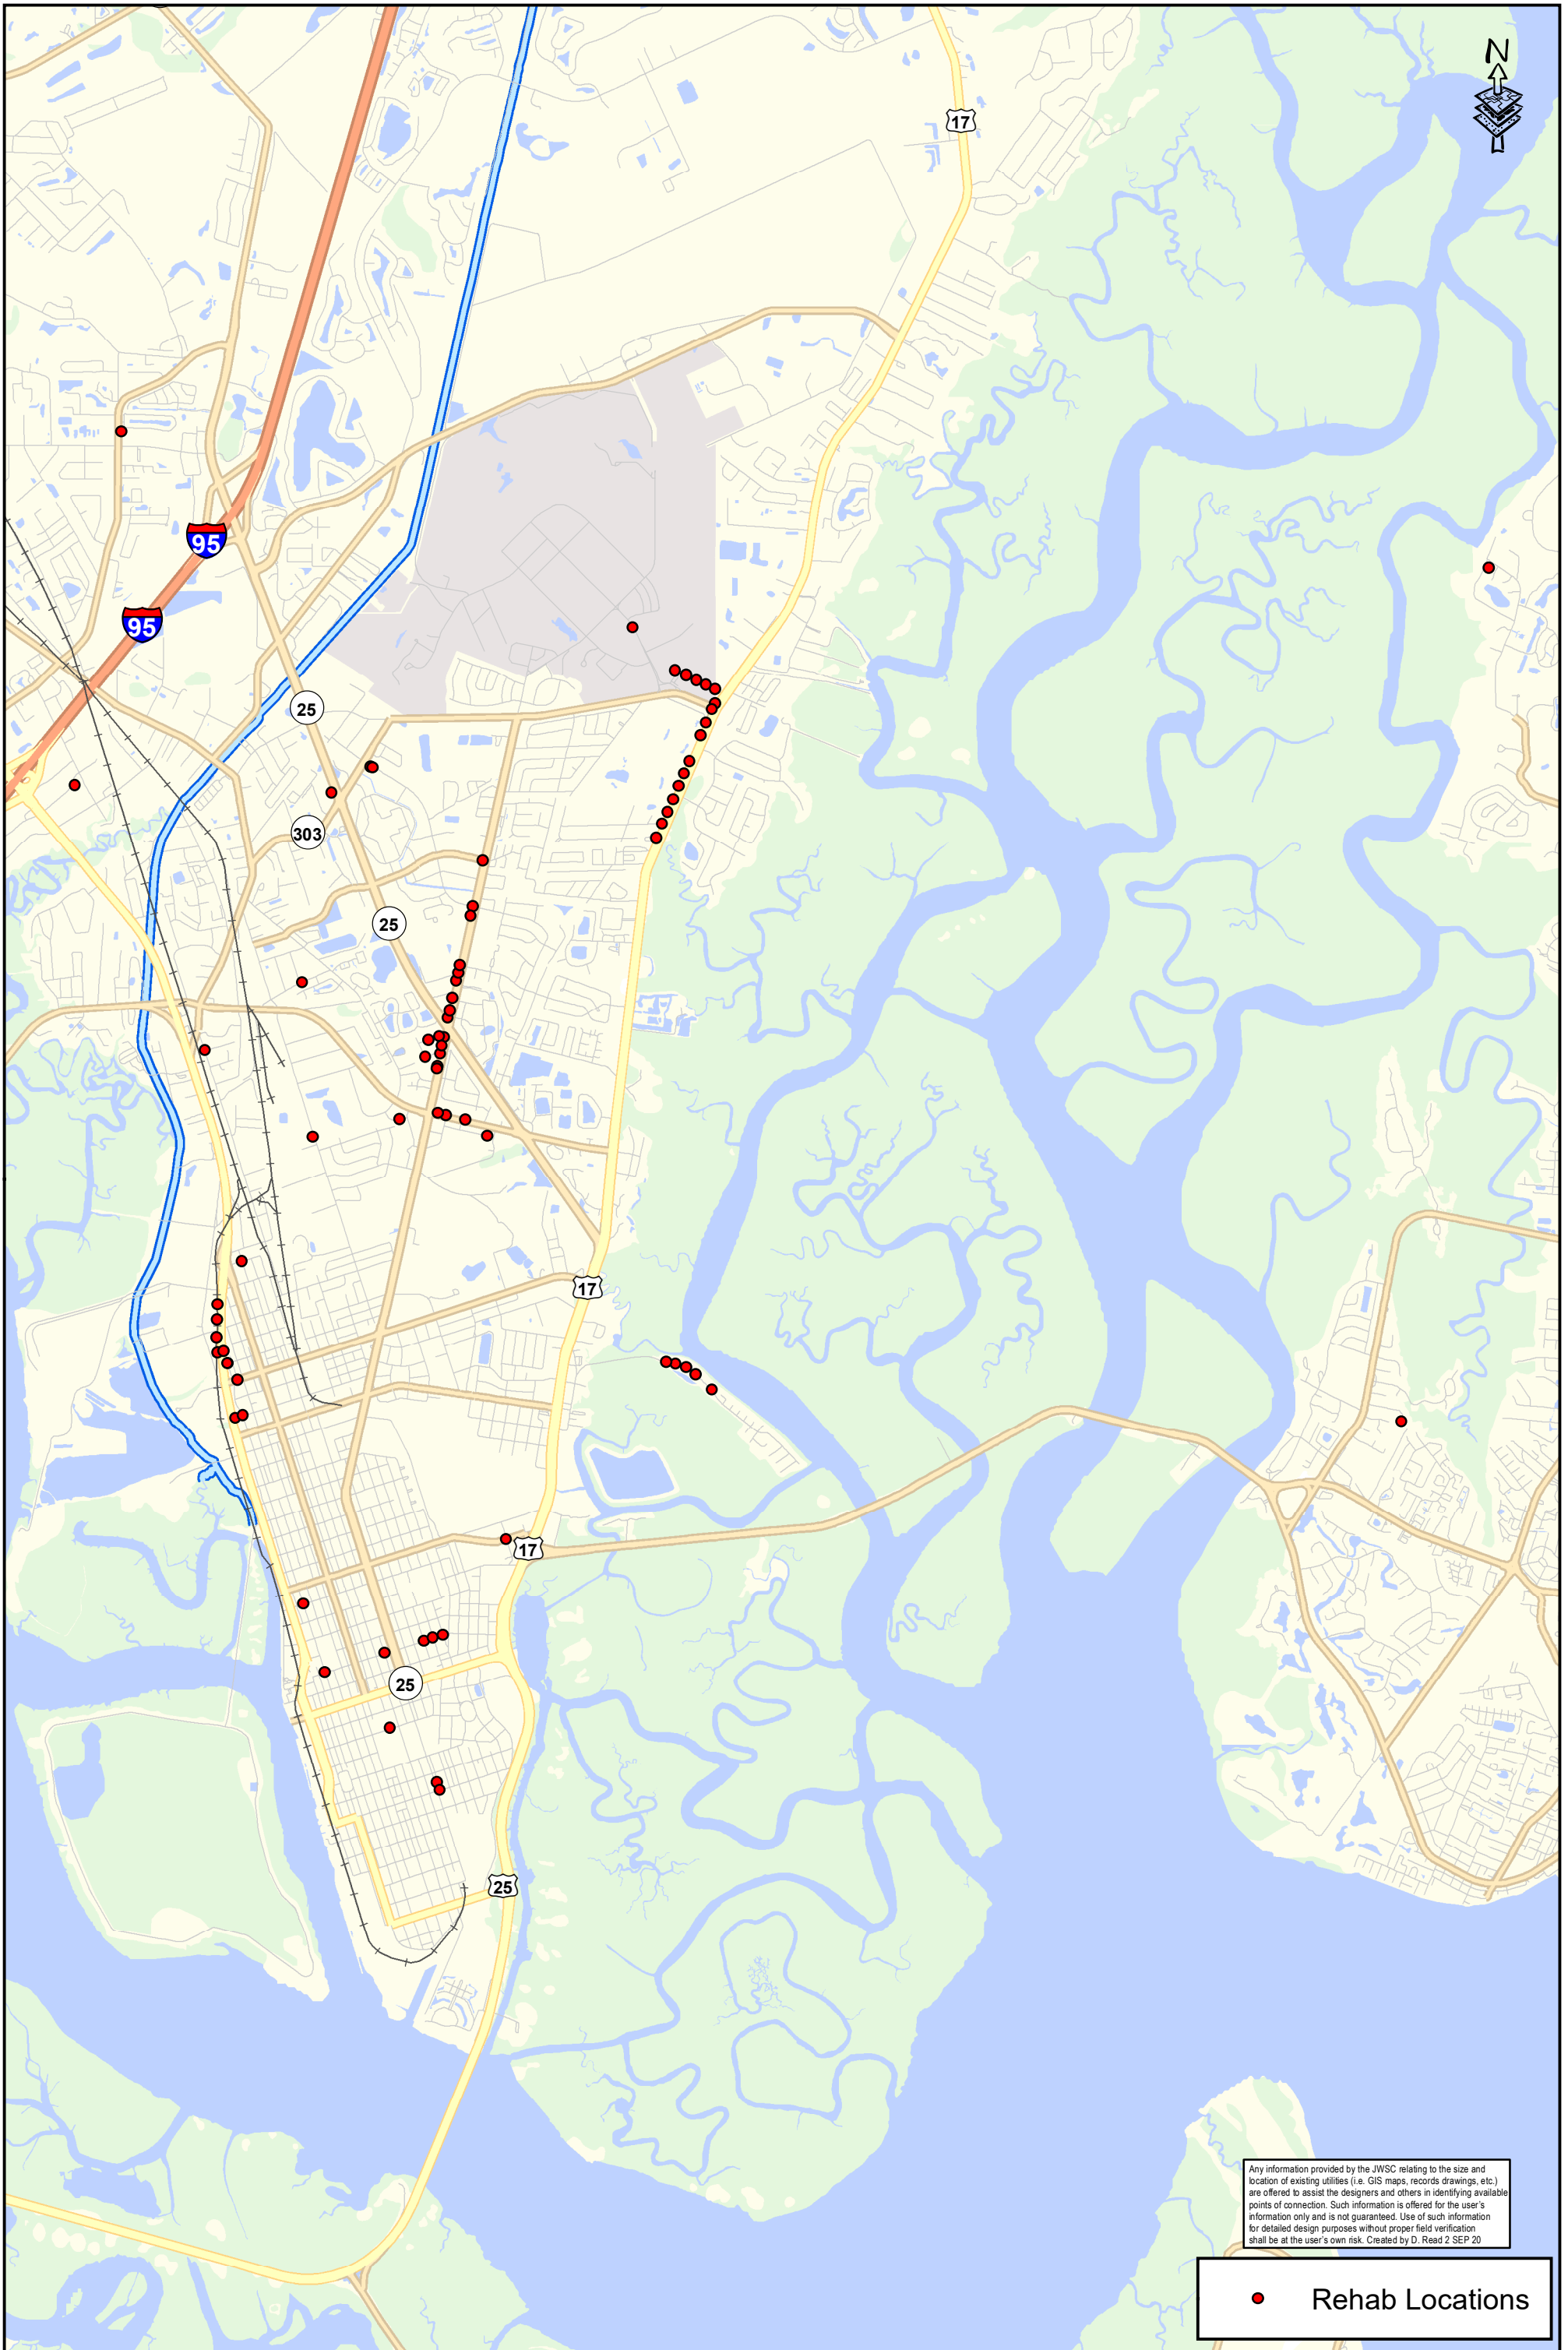 N
17
95
95
25
303
25
17
17
25
25
Any information provided by the JWSC relating to the size and
location of existing utilities (i.e. GIS maps, records drawings, etc.)
are offered to assist the designers and others in identifying available
points of connection. Such information is offered for the user's
information only and is not guaranteed. Use of such information
for detailed design purposes without proper field verification
shall be at the user's own risk. Created by D. Read 2 SEP 20
Rehab Locations